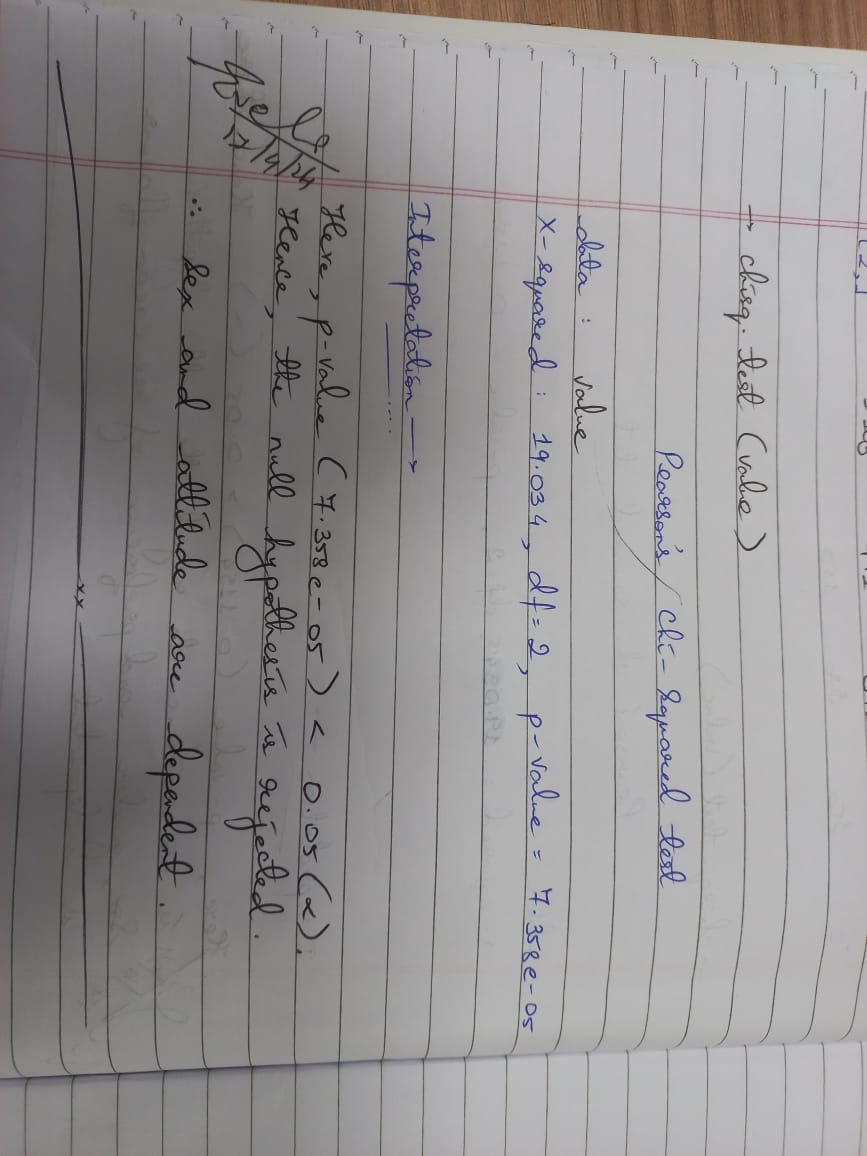 [2,]
→ chisq. test (value)
Pearson's Chi-Squared test
data : value
X-squared : 19.034, df= 2, p-value = 7.358e-05
Interpretation →
Here, p-value ( 7.358e-05 ) < 0.05 (α).
Hence, the null hypothesis is rejected.
∴ Sex and attitude are dependent.
xx
17/4/24